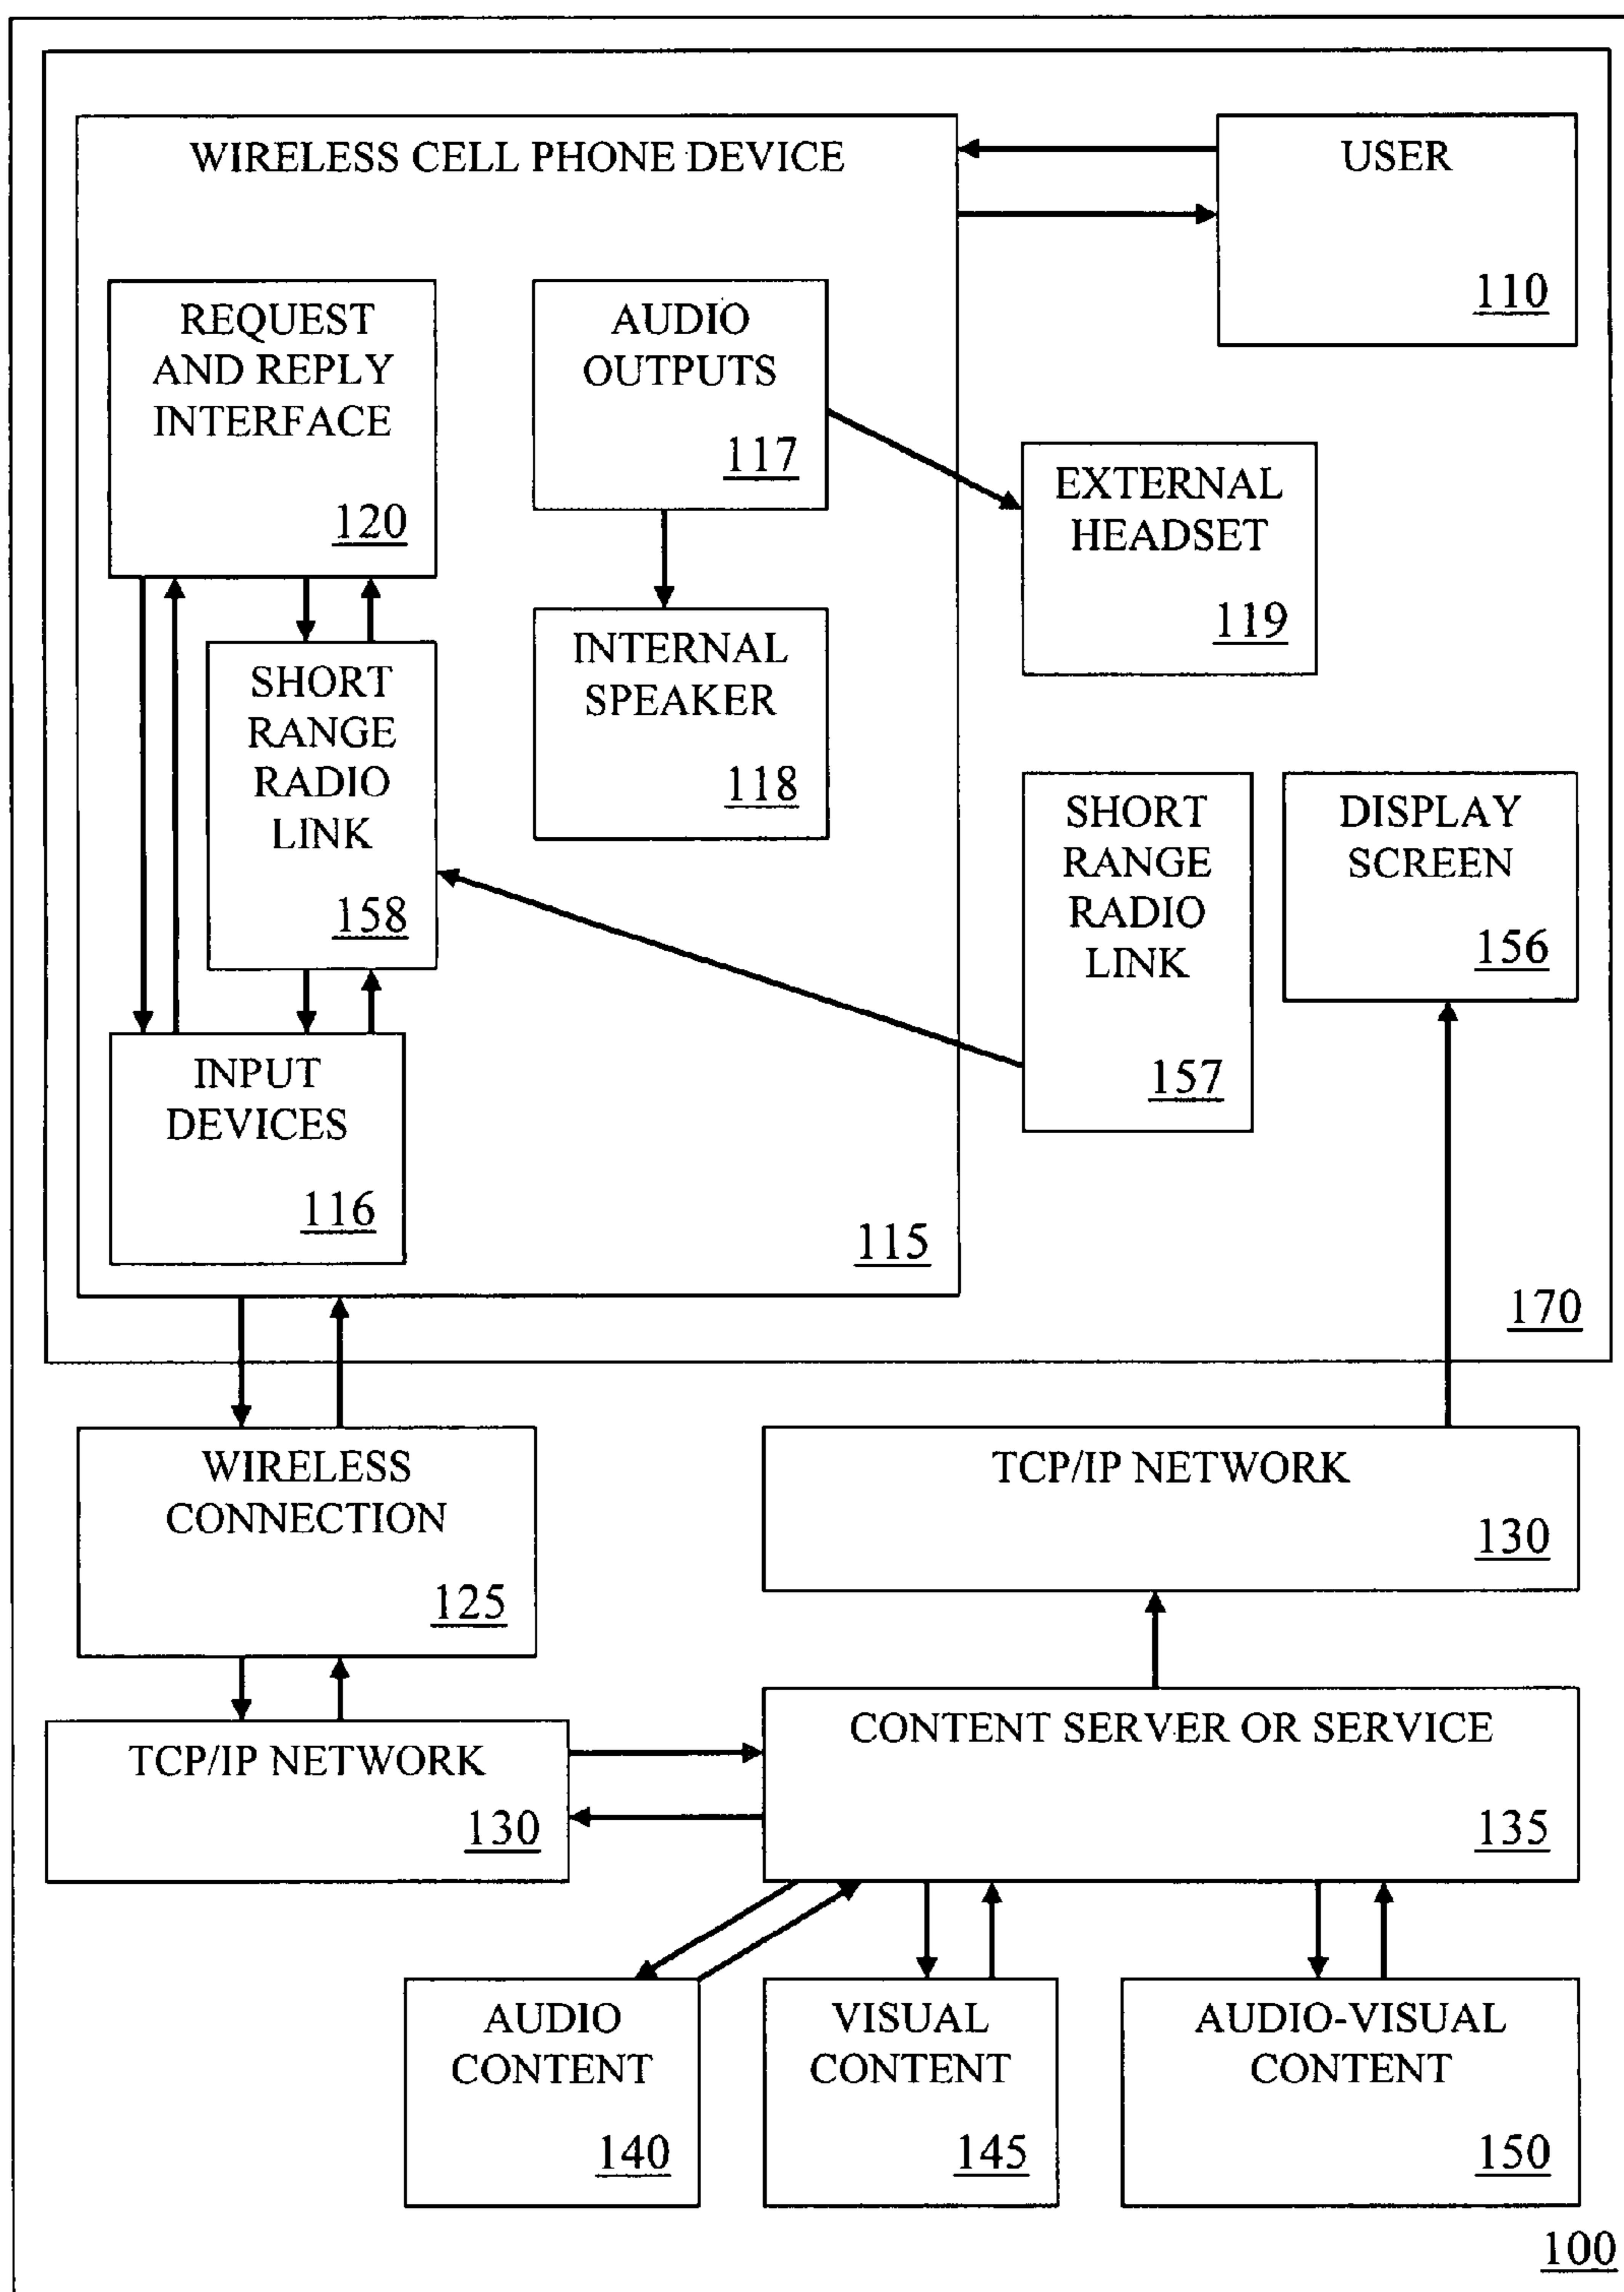 WIRELESS CELL PHONE DEVICE
USER
110
REQUEST
AND REPLY
INTERFACE
120
AUDIO
OUTPUTS
117
EXTERNAL
HEADSET
119
SHORT
RANGE
RADIO
LINK
158
INTERNAL
SPEAKER
118
SHORT
RANGE
RADIO
LINK
157
DISPLAY
SCREEN
156
INPUT
DEVICES
116
115
170
WIRELESS
CONNECTION
125
TCP/IP NETWORK
130
TCP/IP NETWORK
130
CONTENT SERVER OR SERVICE
135
AUDIO
CONTENT
140
VISUAL
CONTENT
145
AUDIO-VISUAL
CONTENT
150
100